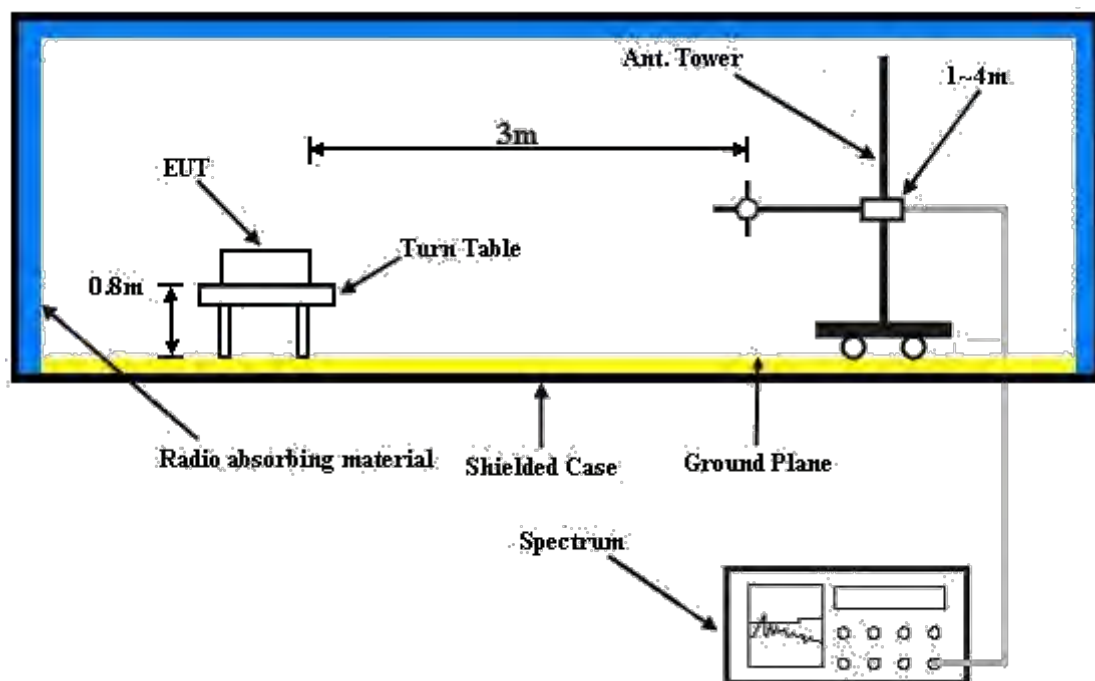 Ant. Tower
1~4m
3m
EUT
Turn Table
0.8m
Radio absorbing material
Shielded Case
Ground Plane
Spectrum